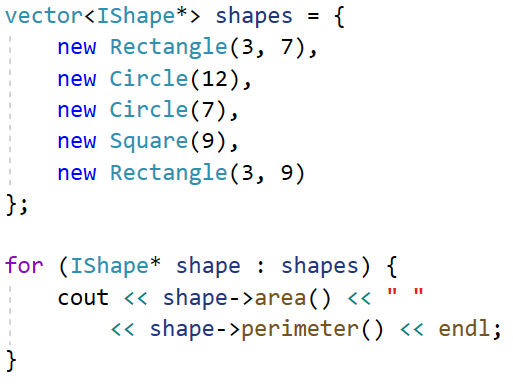 vector<IShape*> shapes = {
    new Rectangle(3, 7),
    new Circle(12),
    new Circle(7),
    new Square(9),
    new Rectangle(3, 9)
};

for (IShape* shape : shapes) {
    cout << shape->area() << " "
        << shape->perimeter() << endl;
}